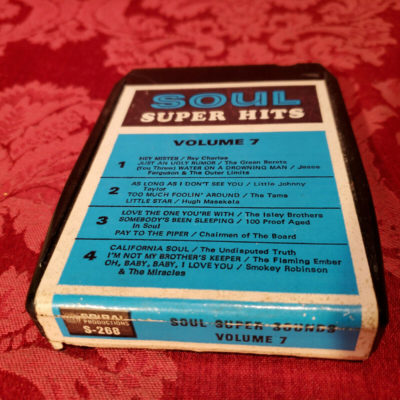 SOUL
SUPER HITS
VOLUME 7
1 HEY MISTER / Ray Charles
JUST AN UGLY RUMOR / The Green Berets
(You Threw) WATER ON A DROWNING MAN / Jesse
Ferguson & The Outer Limits
2 AS LONG AS I DON'T SEE YOU / Little Johnny
Taylor
TOO MUCH FOOLIN' AROUND / The Tams
LITTLE STAR / Hugh Masekela
3 LOVE THE ONE YOU'RE WITH / The Isley Brothers
SOMEBODY'S BEEN SLEEPING / 100 Proof Aged
in Soul
PAY TO THE PIPER / Chairmen of The Board
4 CALIFORNIA SOUL / The Undisputed Truth
I'M NOT MY BROTHER'S KEEPER / The Flaming Ember
OH, BABY, BABY, I LOVE YOU / Smokey Robinson
& The Miracles
SPIRAL
PRODUCTIONS
S-268
SOUL SUPER SOUNDS
VOLUME 7